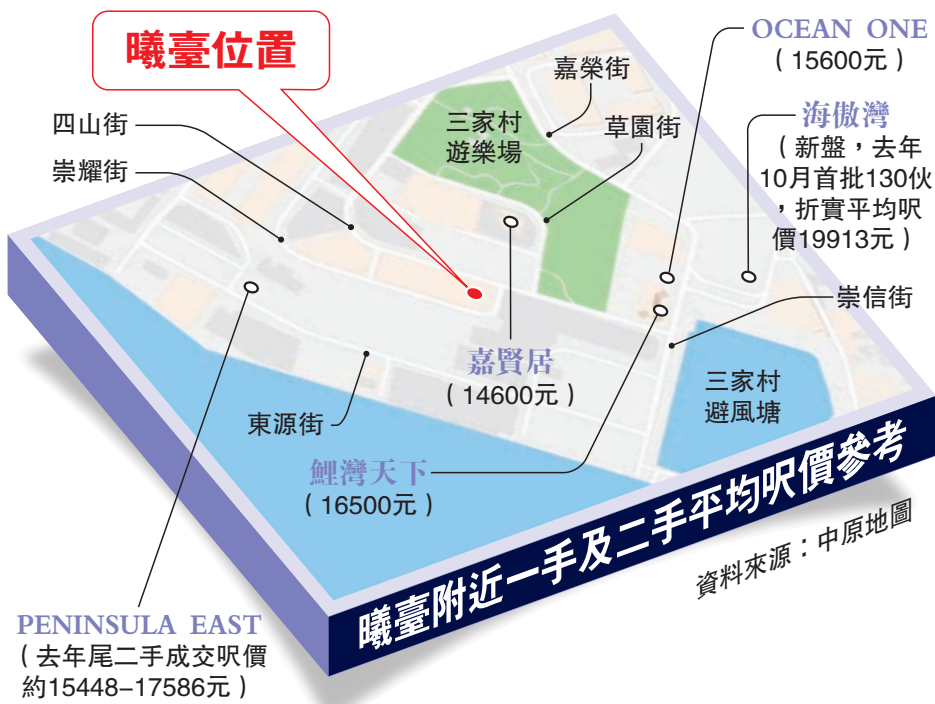 曦臺位置
OCEAN ONE
（15600元）
嘉榮街
海傲灣
（新盤，去年
10月首批130伙
，折實平均呎
價19913元）
四山街
三家村
遊樂場
草園街
崇耀街
崇信街
嘉賢居
（14600元）
三家村
避風塘
東源街
鯉灣天下
（16500元）
曦臺附近一手及二手平均呎價參考
資料來源：中原地圖
PENINSULA EAST
（去年尾二手成交呎價
約15448–17586元）